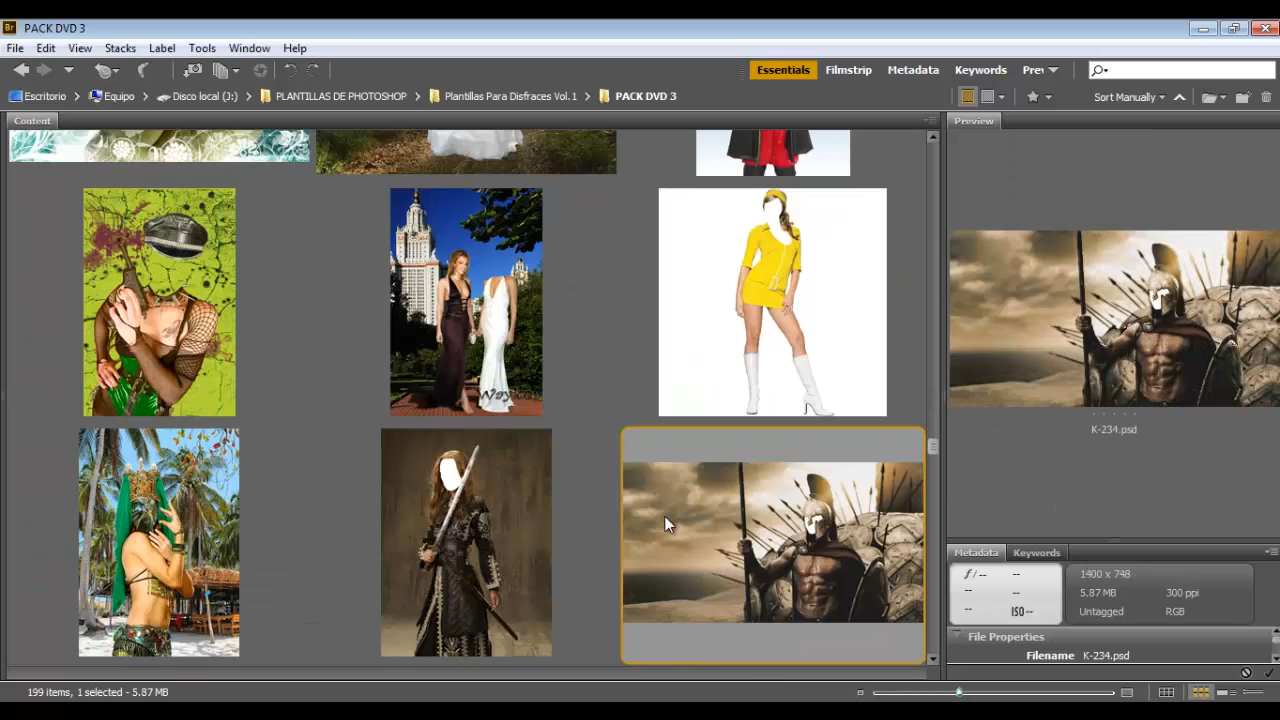 Br PACK DVD 3
File Edit View Stacks Label Tools Window Help
Essentials Filmstrip Metadata Keywords Pre
Escritorio Equipo Disco local (J:) PLANTILLAS DE PHOTOSHOP Plantillas Para Disfraces Vol.1 PACK DVD 3 Sort Manually
Content
Preview
K-234.psd
Metadata Keywords
f/-- --
--
-- ISO--
1400 x 748
5.87 MB 300 ppi
Untagged RGB
File Properties
Filename K-234.psd
199 items, 1 selected - 5.87 MB